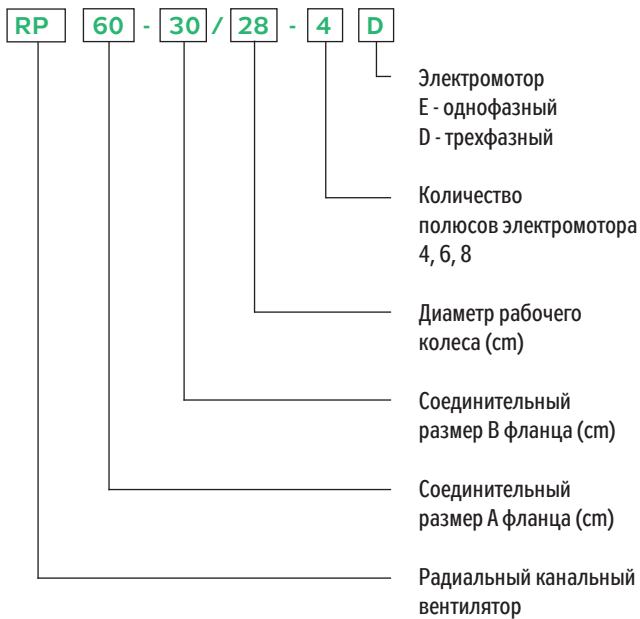 RP 60 - 30 / 28 - 4 D
Электромотор
E - однофазный
D - трехфазный
Количество
полюсов электромотора
4, 6, 8
Диаметр рабочего
колеса (cm)
Соединительный
размер B фланца (cm)
Соединительный
размер A фланца (cm)
Радиальный канальный
вентилятор